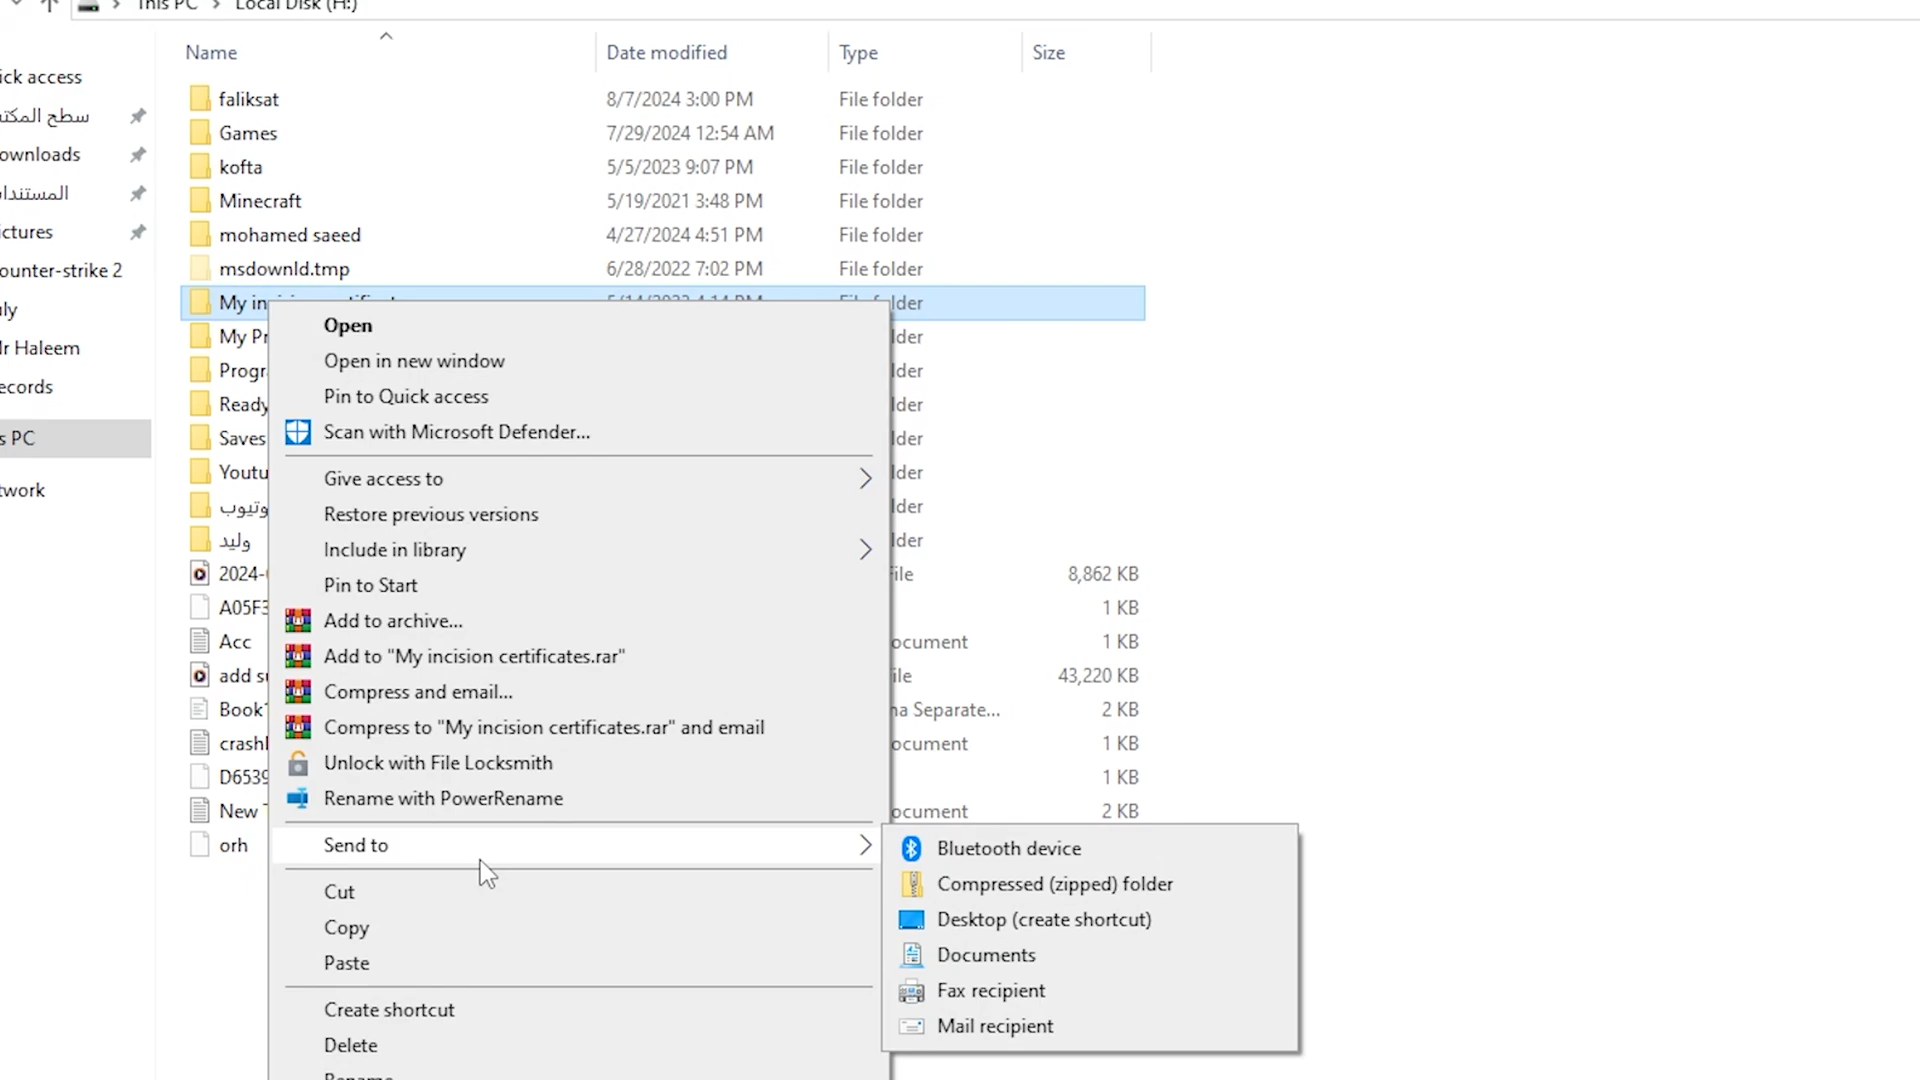 This PC > Local Disk (H:)
Name Date modified Type Size
ick access
سطح المكت
ownloads
المستندا
ictures
ounter-strike 2
uly
Mr Haleem
ecords
s PC
twork
faliksat 8/7/2024 3:00 PM File folder
Games 7/29/2024 12:54 AM File folder
kofta 5/5/2023 9:07 PM File folder
Minecraft 5/19/2021 3:48 PM File folder
mohamed saeed 4/27/2024 4:51 PM File folder
msdownld.tmp 6/28/2022 7:02 PM File folder
My in lder
My Pr lder
Progr lder
Ready lder
Saves lder
Youtu lder
وتيوب lder
وليد lder
2024- File 8,862 KB
A05F3 1 KB
Acc ocument 1 KB
add su ile 43,220 KB
Book1 na Separate... 2 KB
crashl ocument 1 KB
D6539 1 KB
New T ocument 2 KB
orh
Open
Open in new window
Pin to Quick access
Scan with Microsoft Defender...
Give access to
Restore previous versions
Include in library
Pin to Start
Add to archive...
Add to "My incision certificates.rar"
Compress and email...
Compress to "My incision certificates.rar" and email
Unlock with File Locksmith
Rename with PowerRename
Send to
Cut
Copy
Paste
Create shortcut
Delete
Rename
Bluetooth device
Compressed (zipped) folder
Desktop (create shortcut)
Documents
Fax recipient
Mail recipient